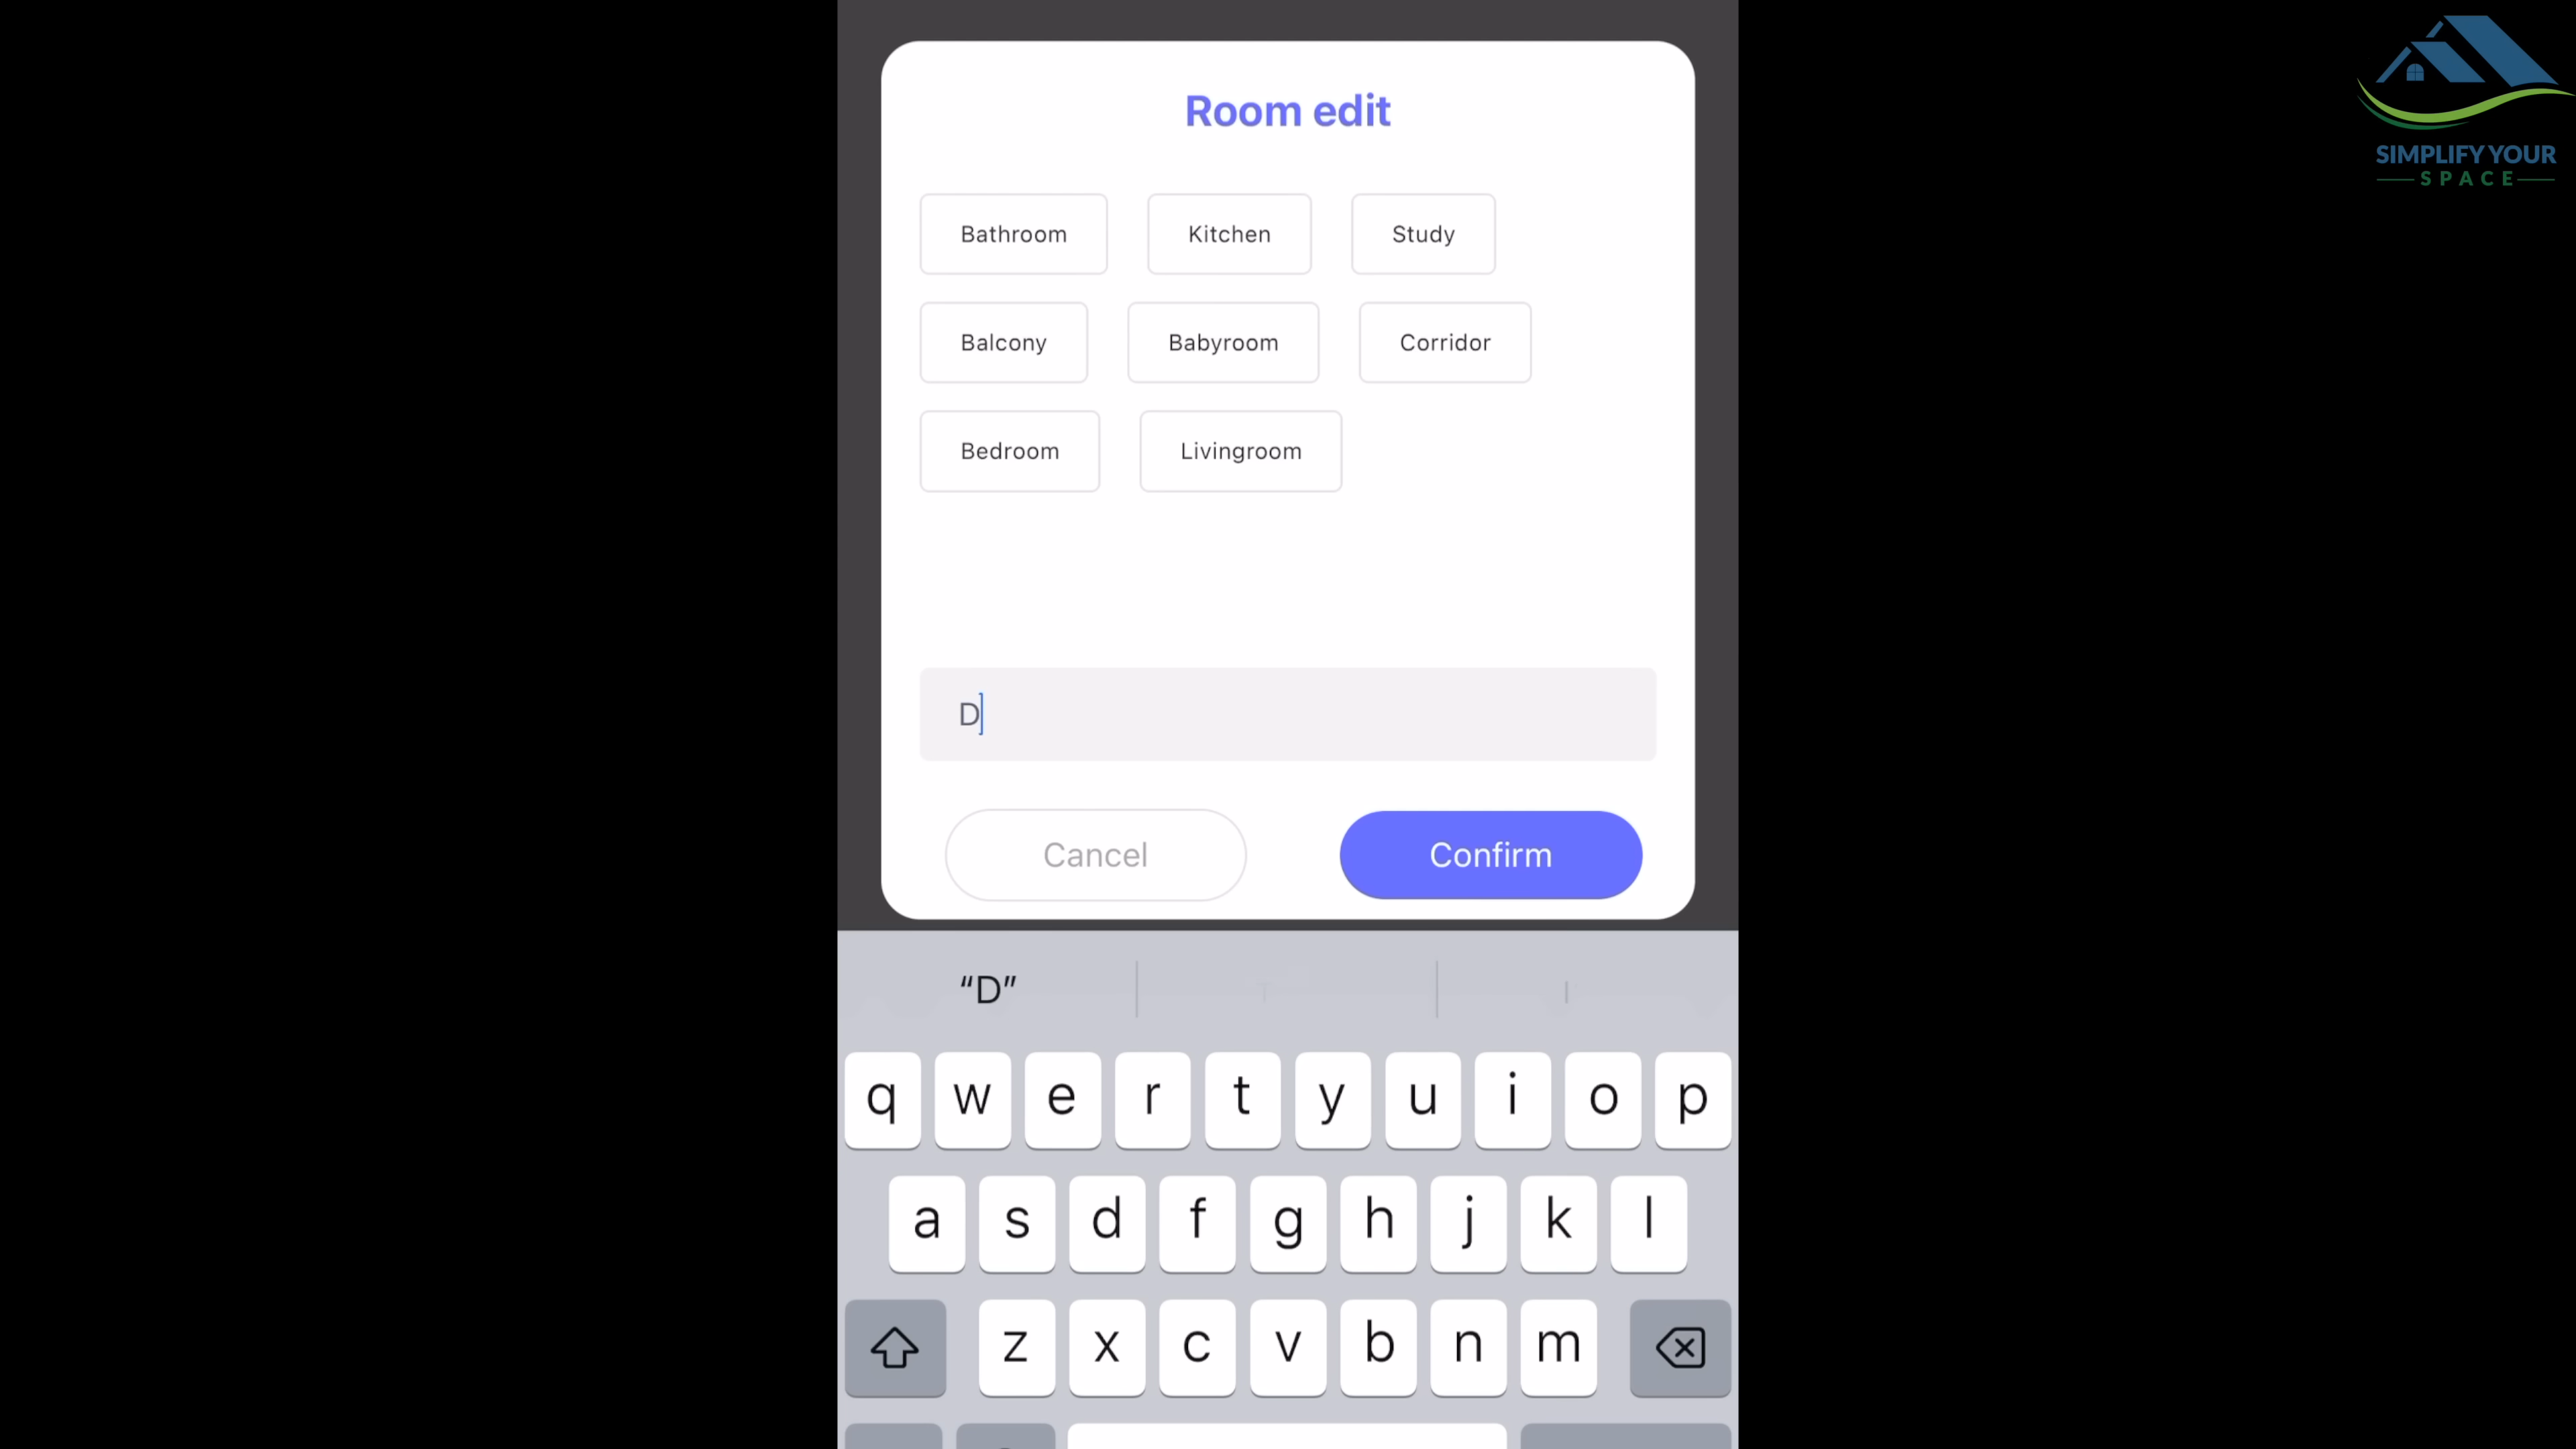 Room edit
Bathroom Kitchen Study
Balcony Babyroom Corridor
Bedroom Livingroom
D
Cancel Confirm
“D”
q w e r t y u i o p
a s d f g h j k l
z x c v b n m
SIMPLIFY YOUR
SPACE